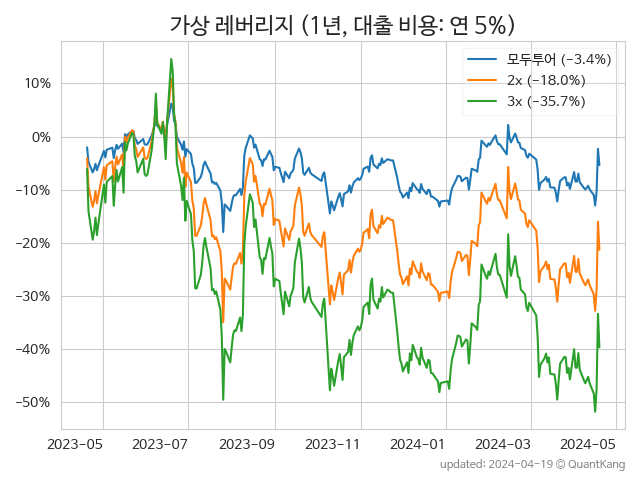 가상 레버리지 (1년, 대출 비용: 연 5%)
모두투어 (−3.4%)
2x (−18.0%)
3x (−35.7%)
10%
0%
−10%
−20%
−30%
−40%
−50%
2023-05 2023-07 2023-09 2023-11 2024-01 2024-03 2024-05
updated: 2024-04-19 © QuantKang